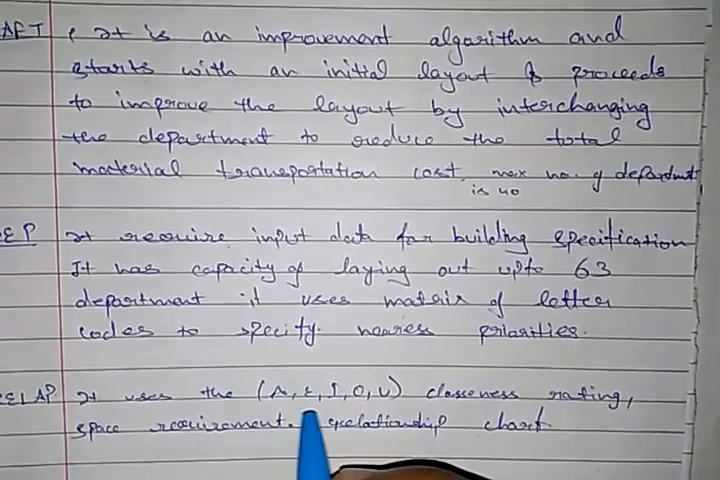 AFT : It is an improvement algorithm and
starts with an initial layout & proceeds
to improve the layout by interchanging
the department to reduce the total
material transportation cost. max no. of department
is 40
EP It require input data for building specification
It has capacity of laying out upto 63
department it uses matrix of letter
codes to specify nearess priorities.
ELAP It uses the (A, E, I, O, U) classeness rating,
space requirement. relationship chart